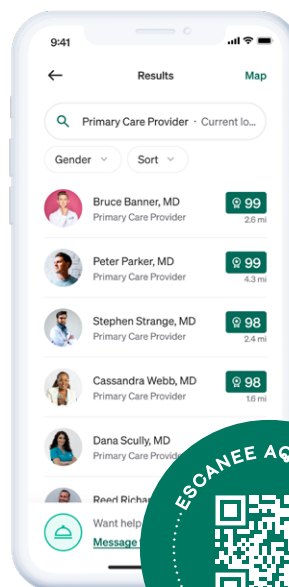 9:41
Results
Map
Primary Care Provider · Current lo...
Gender
Sort
Bruce Banner, MD
99
Primary Care Provider
2.6 mi
Peter Parker, MD
99
Primary Care Provider
4.3 mi
Stephen Strange, MD
98
Primary Care Provider
2.4 mi
Cassandra Webb, MD
98
Primary Care Provider
1.6 mi
Dana Scully, MD
Primary Care
Reed
Want help
Message
ESCANEE